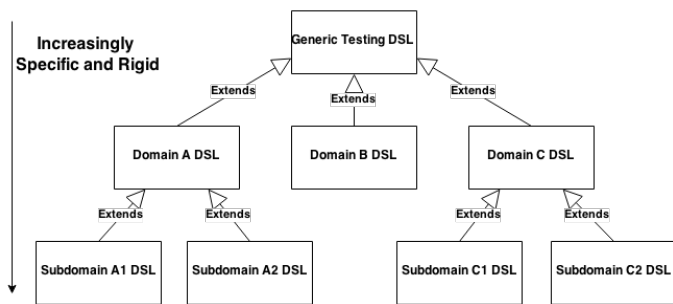 Increasingly
Specific and Rigid
Generic Testing DSL
Extends
Extends
Extends
Domain A DSL
Domain B DSL
Domain C DSL
Extends
Extends
Extends
Extends
Subdomain A1 DSL
Subdomain A2 DSL
Subdomain C1 DSL
Subdomain C2 DSL